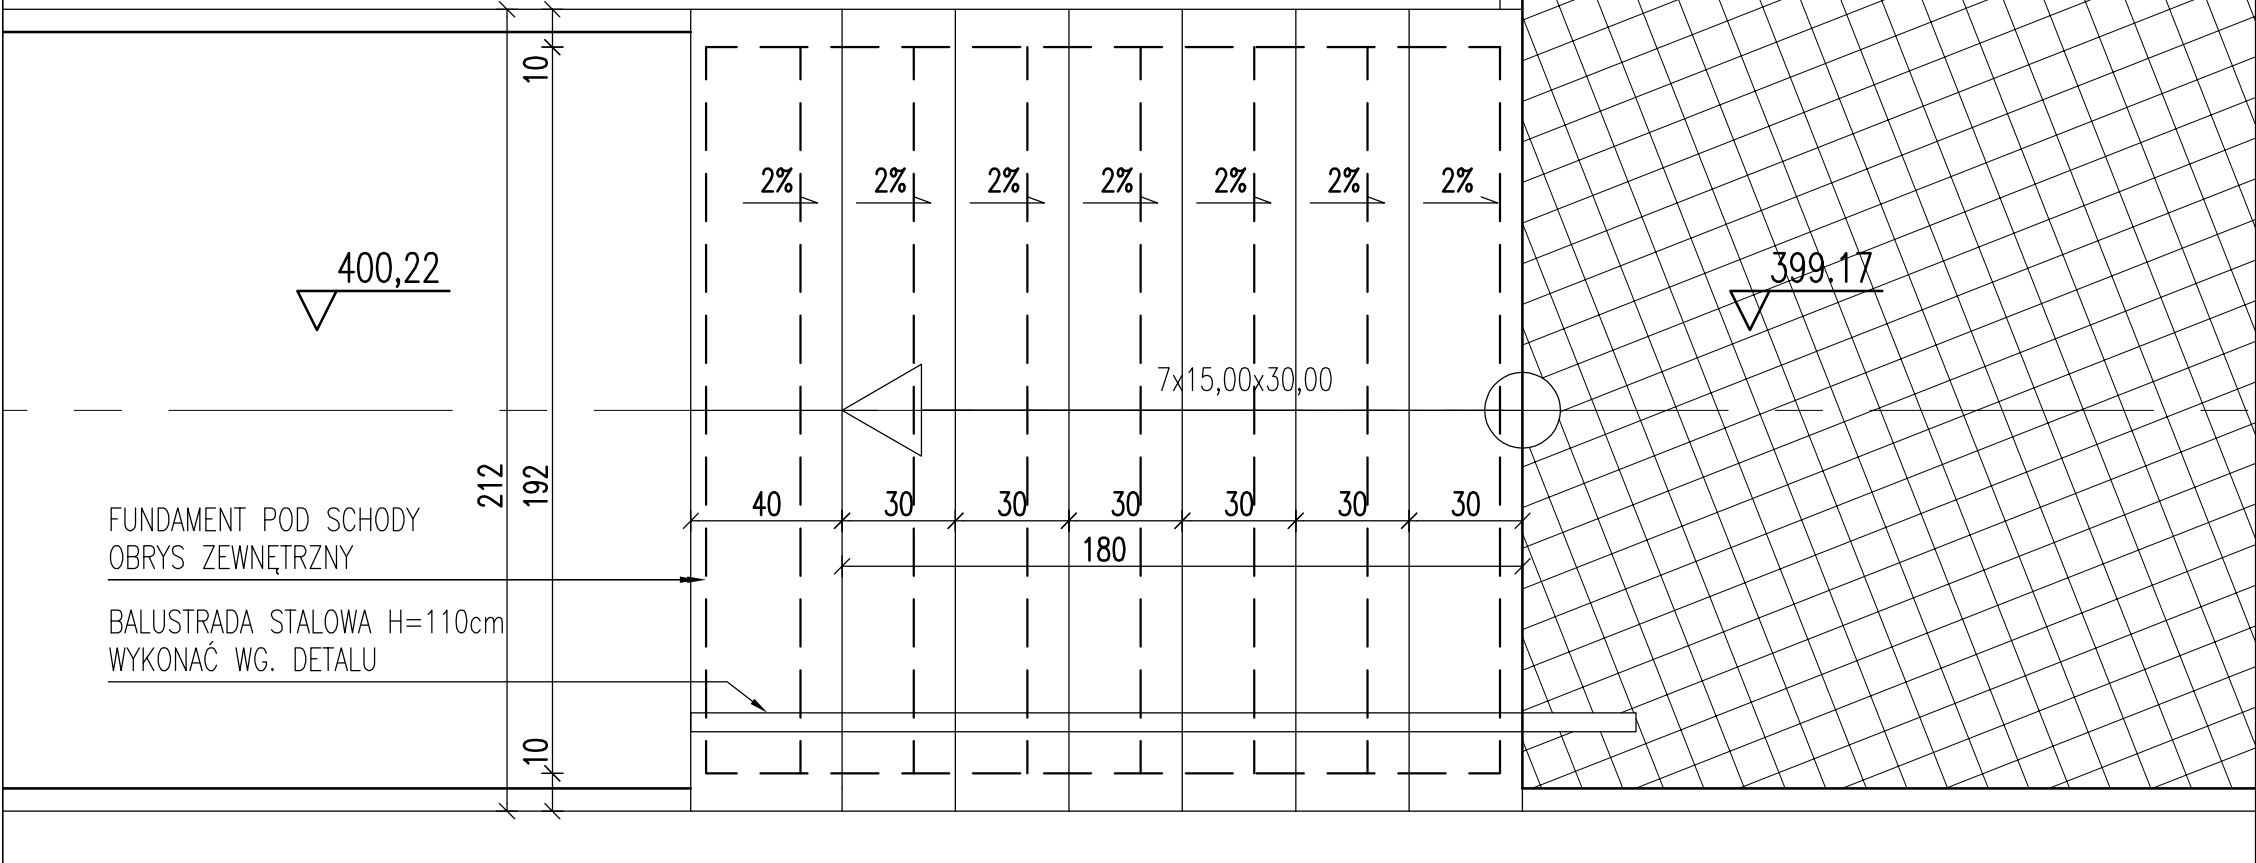 10
2% 2% 2% 2% 2% 2% 2%
400,22
399.17
7x15,00x30,00
212
192
40 30 30 30 30 30 30
180
FUNDAMENT POD SCHODY
OBRYS ZEWNĘTRZNY
BALUSTRADA STALOWA H=110cm
WYKONAĆ WG. DETALU
10